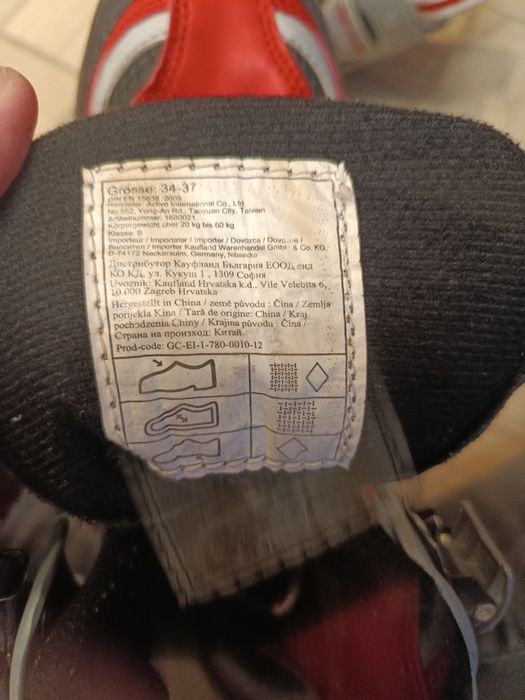 Grösse: 34-37
DIN EN 15638: 2009
Hersteller: Activo International Co., Ltd
No 552, Yong-An Rd., Taoyuan City, Taiwan
Artikelnummer: 1680021
Körpergewicht über 20 kg bis 60 kg
Klasse: B
Importeur / Importator / Importer / Dovozca / Dovozce /
Вносител / Importer Kaufland Warenhandel GmbH & Co. KG,
D-74172 Neckarsulm, Germany, Německo
Дистрибутор Кауфланд България ЕООД енд
КО КД, ул. Кукуш 1 , 1309 София
Uvoznik: Kaufland Hrvatska k.d., Vile Velebita 6,
10 000 Zagreb Hrvatska
Hergestellt in China / země původu : Čína / Zemlja
porijekla Kina / Tară de origine: China / Kraj
pochodzenia Chiny / Krajina pôvodu : Čína /
Страна на произход: Китай
Prod-code: GC-EI-1-780-0010-12